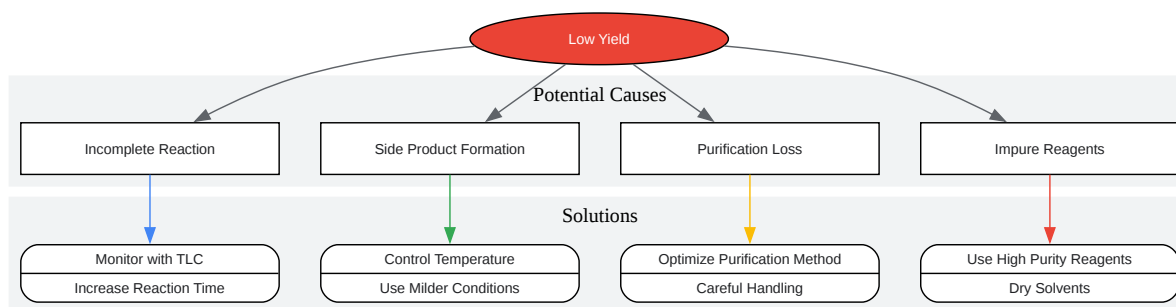 Low Yield
Potential Causes
Incomplete Reaction
Side Product Formation
Purification Loss
Impure Reagents
Solutions
Monitor with TLC
Increase Reaction Time
Control Temperature
Use Milder Conditions
Optimize Purification Method
Careful Handling
Use High Purity Reagents
Dry Solvents